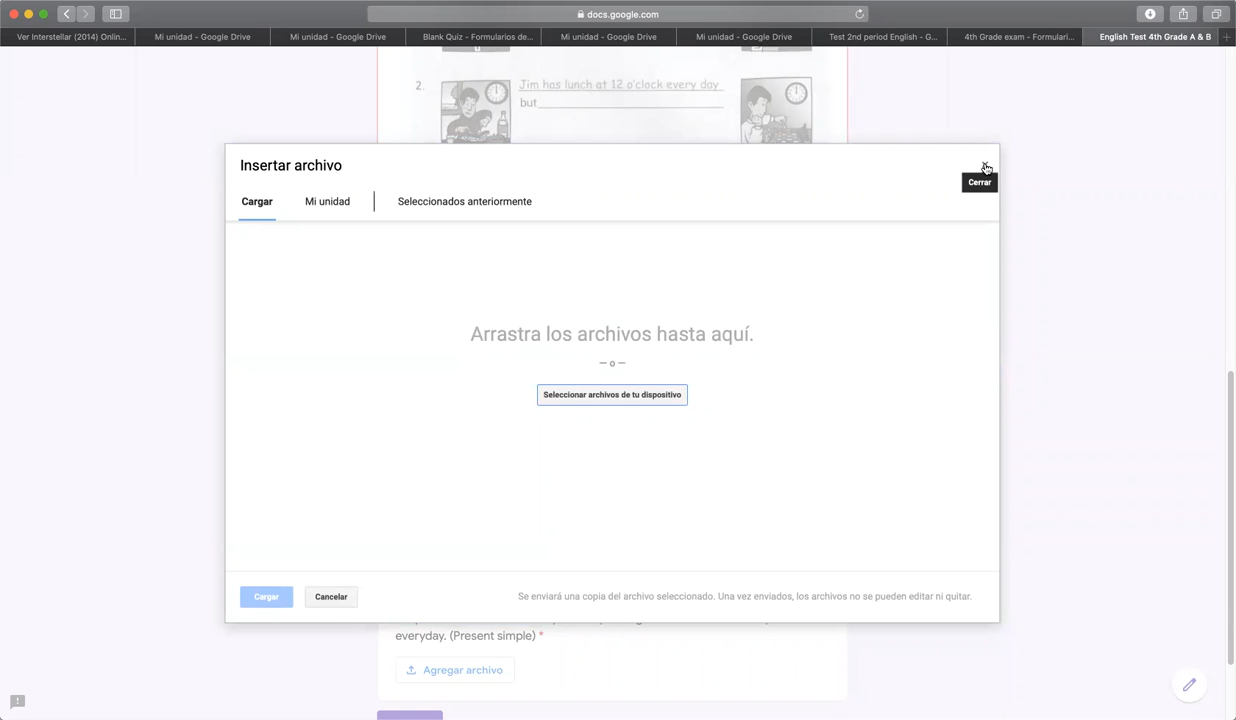 docs.google.com
Ver Interstellar (2014) Onlin...
Mi unidad - Google Drive
Mi unidad - Google Drive
Blank Quiz - Formularios de...
Mi unidad - Google Drive
Mi unidad - Google Drive
Test 2nd period English - G...
4th Grade exam - Formulari...
English Test 4th Grade A & B
2.
Jim has lunch at 12 o'clock every day
but
Insertar archivo
Cerrar
Cargar
Mi unidad
Seleccionados anteriormente
Arrastra los archivos hasta aquí.
— o —
Seleccionar archivos de tu dispositivo
Cargar
Cancelar
Se enviará una copia del archivo seleccionado. Una vez enviados, los archivos no se pueden editar ni quitar.
everyday. (Present simple) *
Agregar archivo